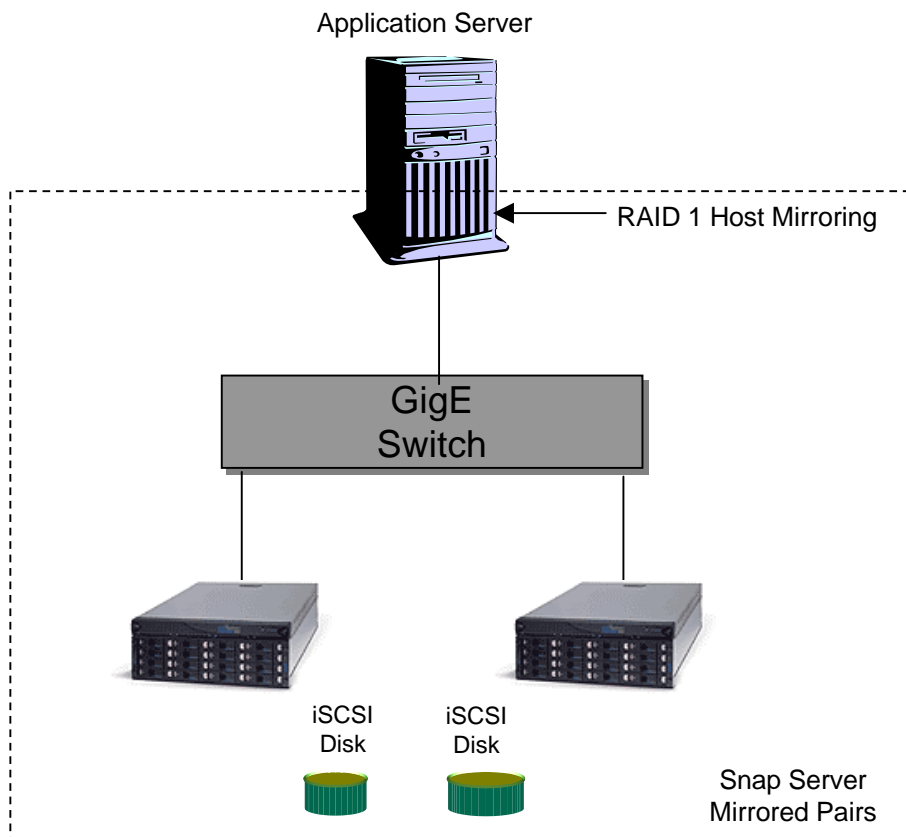 Application Server
RAID 1 Host Mirroring
GigE
Switch
iSCSI
Disk
iSCSI
Disk
Snap Server
Mirrored Pairs